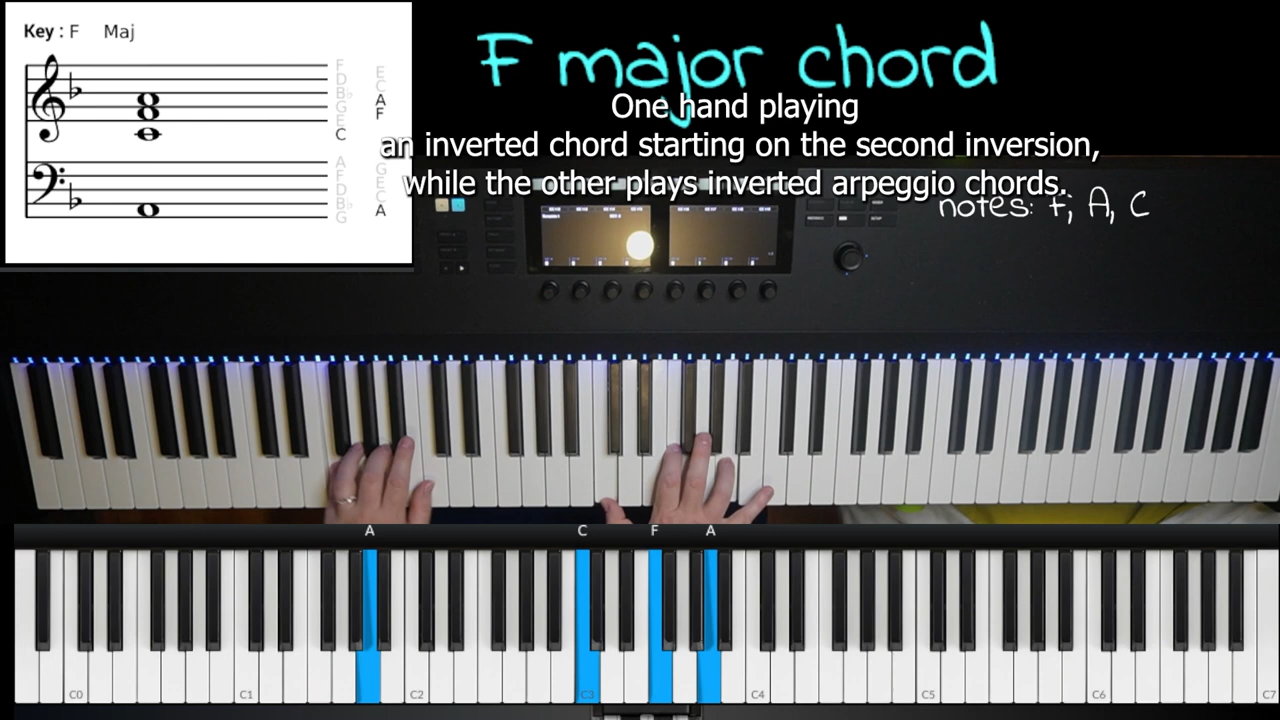 Key : F Maj
F major chord
One hand playing
an inverted chord starting on the second inversion,
while the other plays inverted arpeggio chords.
notes: F, A, C
F
E
D
C
B♭
A
G
F
E
C
A
G
F
E
D
C
B♭
A
G
A C F A
C0 C1 C2 C3 C4 C5 C6 C7